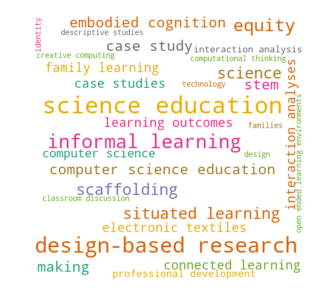 identity
embodied cognition
equity
descriptive studies
case study
interaction analysis
creative computing
computational thinking
family learning
science
case studies
technology
stem
science education
interaction analyses
open ended learning environments
learning outcomes
families
informal learning
computer science
design
computer science education
scaffolding
classroom discussion
situated learning
electronic textiles
design-based research
making
connected learning
professional development